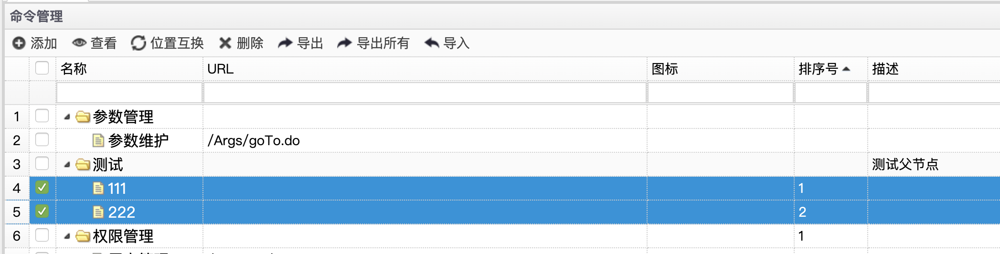 命令管理
添加 查看 位置互换 删除 导出 导出所有 导入
名称 URL 图标 排序号 描述
1 参数管理
2 参数维护 /Args/goTo.do
3 测试 测试父节点
4 111 1
5 222 2
6 权限管理 1